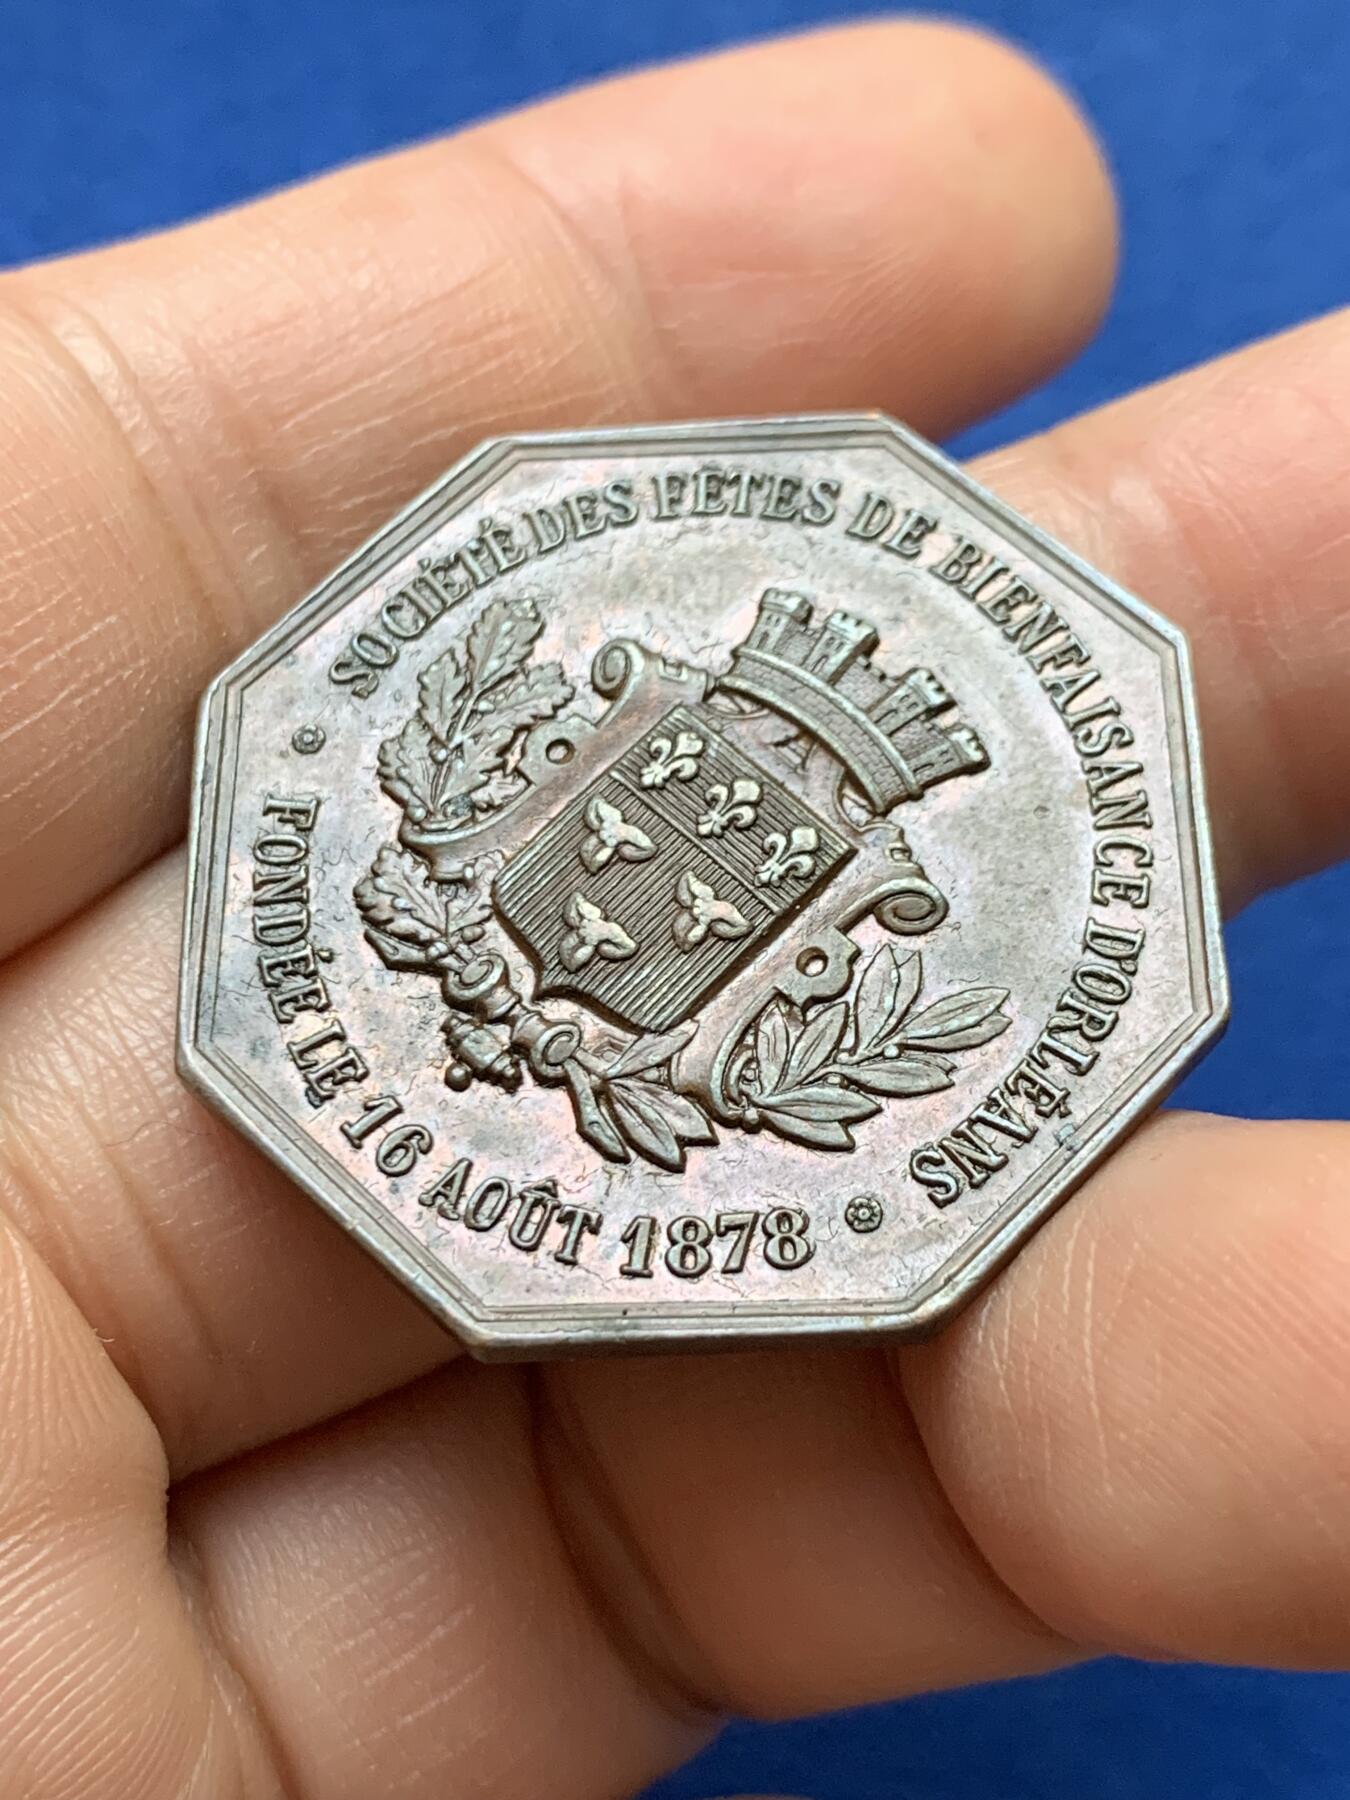 SOCIÉTÉ DES FÊTES DE BIENFAISANCE D'ORLÉANS
FONDÉE LE 16 AOÛT 1878